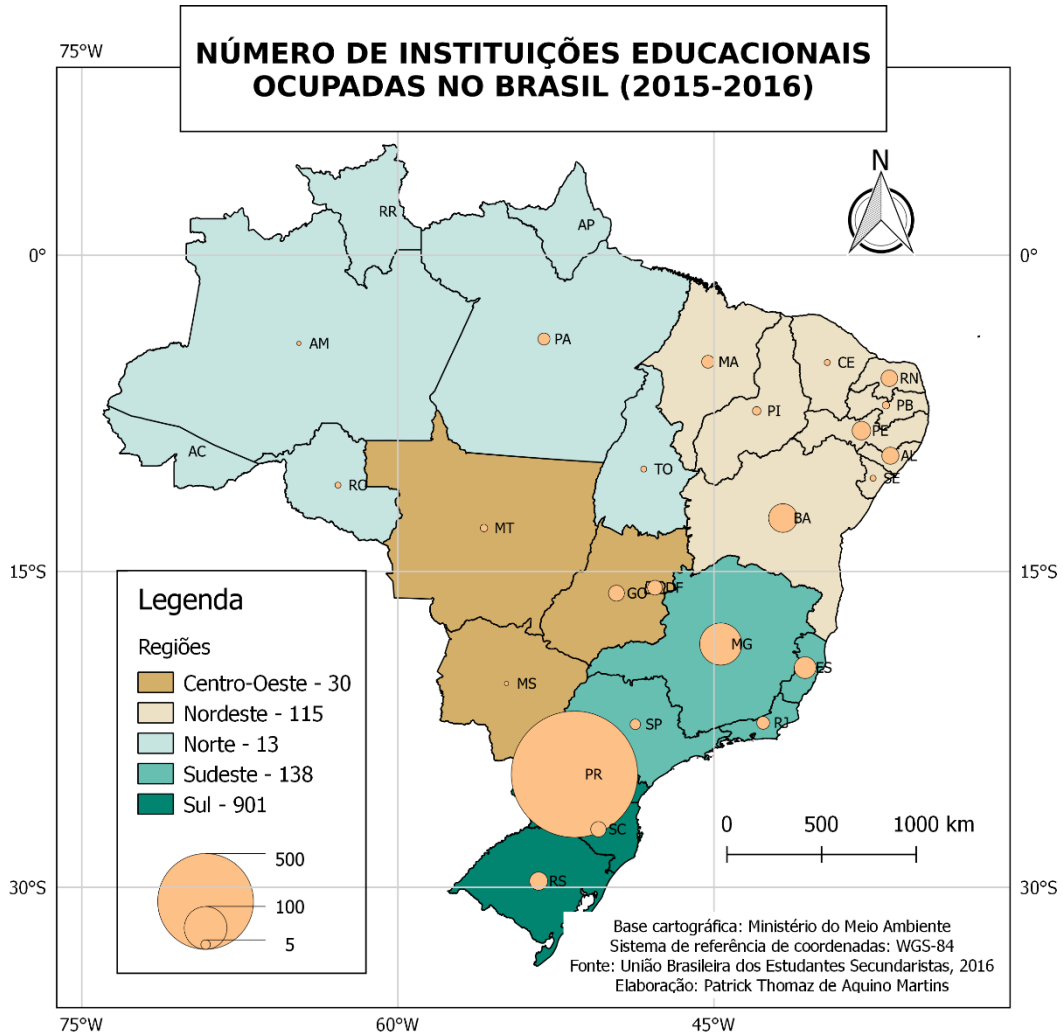 75°W
NÚMERO DE INSTITUIÇÕES EDUCACIONAIS
OCUPADAS NO BRASIL (2015-2016)
N
RR
AP
0°
0°
AM
PA
MA
CE
RN
PI
PB
PE
AC
TO
AL
RO
SE
MT
BA
15°S
15°S
GO
DF
MG
ES
MS
SP
RJ
PR
SC
RS
Legenda
Regiões
Centro-Oeste - 30
Nordeste - 115
Norte - 13
Sudeste - 138
Sul - 901
500
100
5
0 500 1000 km
30°S
30°S
Base cartográfica: Ministério do Meio Ambiente
Sistema de referência de coordenadas: WGS-84
Fonte: União Brasileira dos Estudantes Secundaristas, 2016
Elaboração: Patrick Thomaz de Aquino Martins
75°W
60°W
45°W